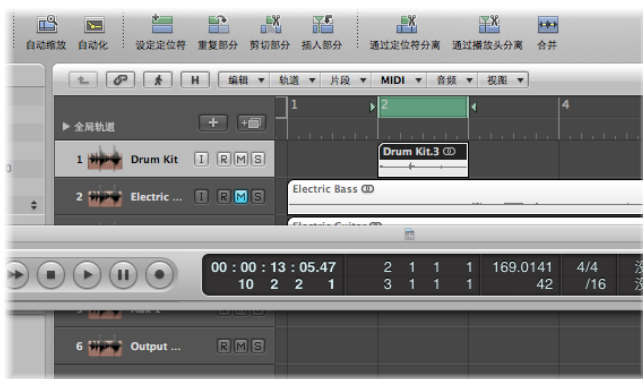 自动缩放 自动化 设定定位符 重复部分 剪切部分 插入部分 通过定位符分离 通过播放头分离 合并
H 编辑 轨道 片段 MIDI 音频 视图
1 2 4
全局轨道
Drum Kit.3
1 Drum Kit I R M S
Electric Bass
2 Electric ... I R M S
00 : 00 : 13 : 05.47 2 1 1 1 169.0141 4/4
10 2 2 1 3 1 1 1 42 /16
6 Output ... R M S